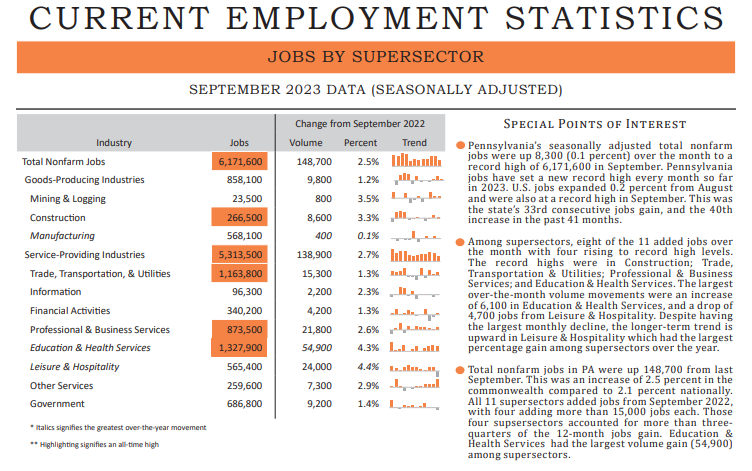 CURRENT EMPLOYMENT STATISTICS
JOBS BY SUPERSECTOR
SEPTEMBER 2023 DATA (SEASONALLY ADJUSTED)
Change from September 2022
Industry Jobs Volume Percent Trend
Total Nonfarm Jobs 6,171,600 148,700 2.5%
Goods-Producing Industries 858,100 9,800 1.2%
Mining & Logging 23,500 800 3.5%
Construction 266,500 8,600 3.3%
Manufacturing 568,100 400 0.1%
Service-Providing Industries 5,313,500 138,900 2.7%
Trade, Transportation, & Utilities 1,163,800 15,300 1.3%
Information 96,300 2,200 2.3%
Financial Activities 340,200 4,200 1.3%
Professional & Business Services 873,500 21,800 2.6%
Education & Health Services 1,327,900 54,900 4.3%
Leisure & Hospitality 565,400 24,000 4.4%
Other Services 259,600 7,300 2.9%
Government 686,800 9,200 1.4%
* Italics signifies the greatest over-the-year movement
** Highlighting signifies an all-time high
SPECIAL POINTS OF INTEREST
Pennsylvania's seasonally adjusted total nonfarm
jobs were up 8,300 (0.1 percent) over the month to a
record high of 6,171,600 in September. Pennsylvania
jobs have set a new record high every month so far
in 2023. U.S. jobs expanded 0.2 percent from August
and were also at a record high in September. This was
the state's 33rd consecutive jobs gain, and the 40th
increase in the past 41 months.
Among supersectors, eight of the 11 added jobs over
the month with four rising to record high levels.
The record highs were in Construction; Trade,
Transportation & Utilities; Professional & Business
Services; and Education & Health Services. The largest
over-the-month volume movements were an increase
of 6,100 in Education & Health Services, and a drop of
4,700 jobs from Leisure & Hospitality. Despite having
the largest monthly decline, the longer-term trend is
upward in Leisure & Hospitality which had the largest
percentage gain among supersectors over the year.
Total nonfarm jobs in PA were up 148,700 from last
September. This was an increase of 2.5 percent in the
commonwealth compared to 2.1 percent nationally.
All 11 supersectors added jobs from September 2022,
with four adding more than 15,000 jobs each. Those
four supsersectors accounted for more than three-
quarters of the 12-month jobs gain. Education &
Health Services had the largest volume gain (54,900)
among supersectors.